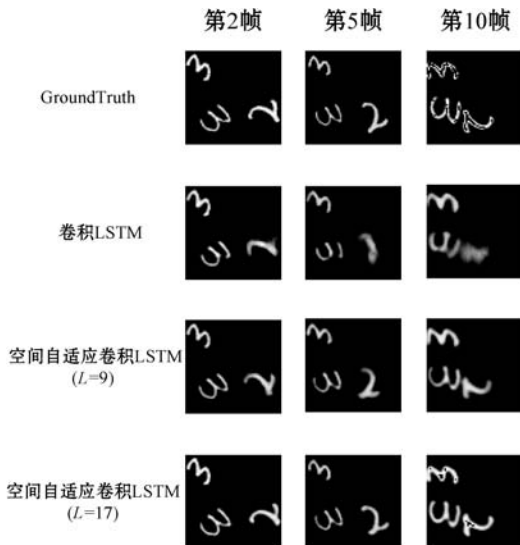 第2帧 第5帧 第10帧
GroundTruth
卷积LSTM
空间自适应卷积LSTM
(L=9)
空间自适应卷积LSTM
(L=17)